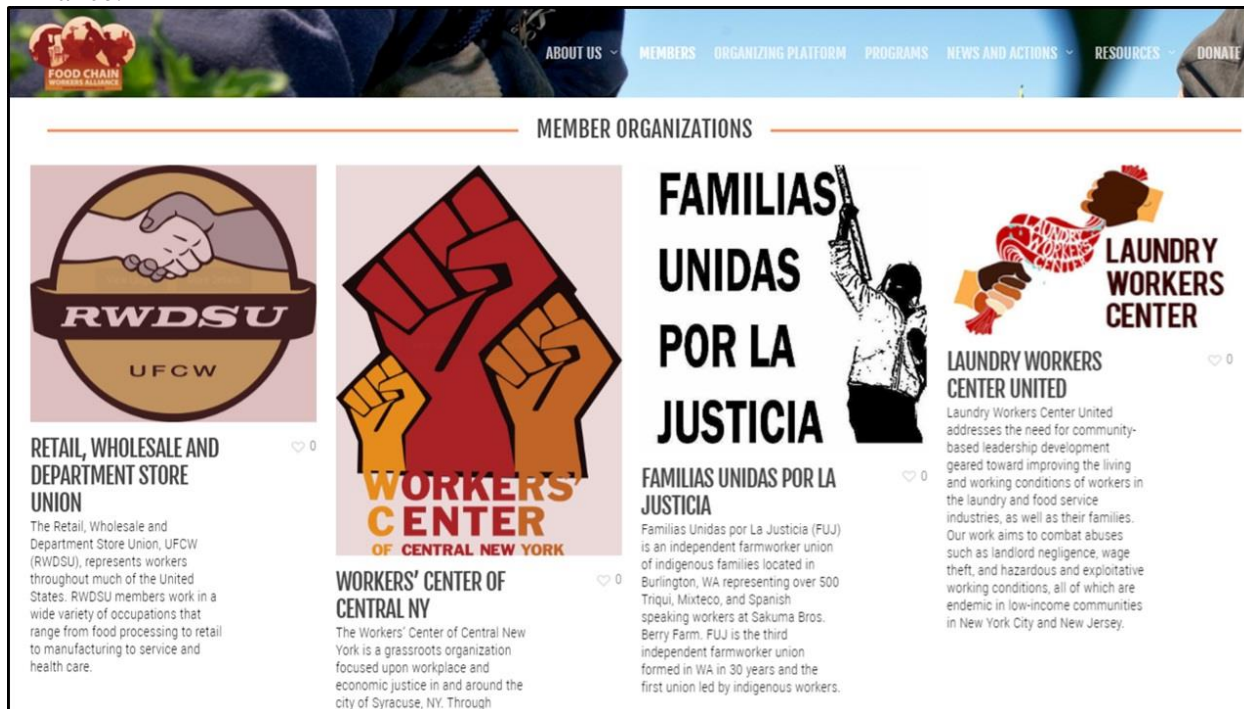 FOOD CHAIN
WORKERS ALLIANCE
ABOUT US
MEMBERS
ORGANIZING PLATFORM
PROGRAMS
NEWS AND ACTIONS
RESOURCES
DONATE
MEMBER ORGANIZATIONS
RWDSU
UFCW
RETAIL, WHOLESALE AND
DEPARTMENT STORE
UNION
0
The Retail, Wholesale and
Department Store Union, UFCW
(RWDSU), represents workers
throughout much of the United
States. RWDSU members work in a
wide variety of occupations that
range from food processing to retail
to manufacturing to service and
health care.
WORKERS'
CENTER
OF CENTRAL NEW YORK
WORKERS' CENTER OF
CENTRAL NY
0
The Workers' Center of Central New
York is a grassroots organization
focused upon workplace and
economic justice in and around the
city of Syracuse, NY. Through
FAMILIAS
UNIDAS
POR LA
JUSTICIA
FAMILIAS UNIDAS POR LA
JUSTICIA
0
Familias Unidas por La Justicia (FUJ)
is an independent farmworker union
of indigenous families located in
Burlington, WA representing over 500
Triqui, Mixteco, and Spanish
speaking workers at Sakuma Bros.
Berry Farm. FUJ is the third
independent farmworker union
formed in WA in 30 years and the
first union led by indigenous workers.
LAUNDRY
WORKERS
CENTER
LAUNDRY
WORKERS
CENTER
LAUNDRY WORKERS
CENTER UNITED
0
Laundry Workers Center United
addresses the need for community-
based leadership development
geared toward improving the living
and working conditions of workers in
the laundry and food service
industries, as well as their families.
Our work aims to combat abuses
such as landlord negligence, wage
theft, and hazardous and exploitative
working conditions, all of which are
endemic in low-income communities
in New York City and New Jersey.